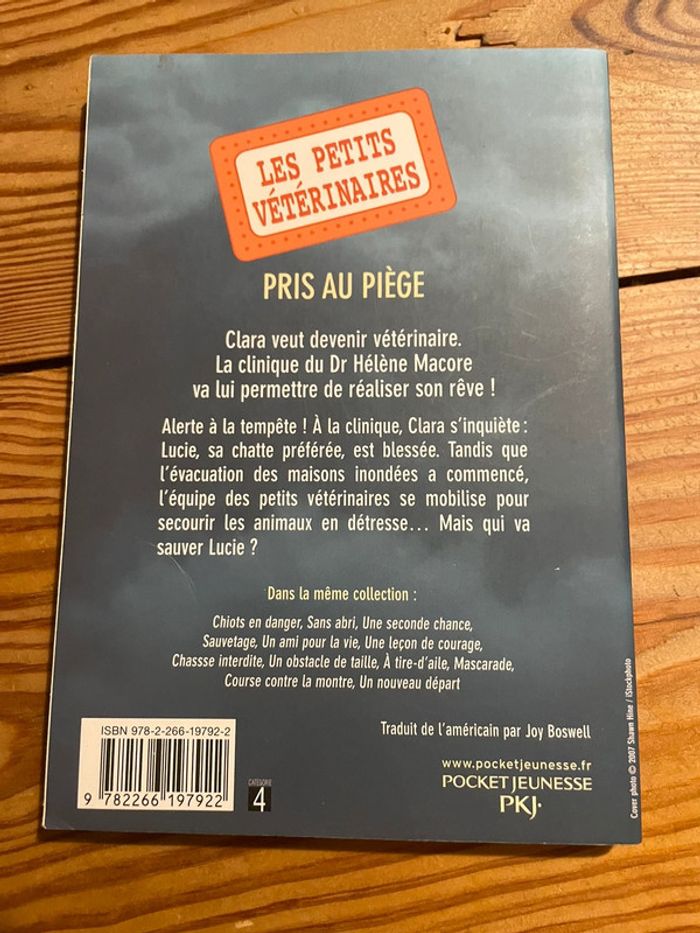 LES PETITS
VÉTÉRINAIRES
PRIS AU PIÈGE
Clara veut devenir vétérinaire.
La clinique du Dr Hélène Macore
va lui permettre de réaliser son rêve !
Alerte à la tempête ! À la clinique, Clara s'inquiète :
Lucie, sa chatte préférée, est blessée. Tandis que
l'évacuation des maisons inondées a commencé,
l'équipe des petits vétérinaires se mobilise pour
secourir les animaux en détresse... Mais qui va
sauver Lucie ?
Dans la même collection :
Chiots en danger, Sans abri, Une seconde chance,
Sauvetage, Un ami pour la vie, Une leçon de courage,
Chassse interdite, Un obstacle de taille, À tire-d'aile, Mascarade,
Course contre la montre, Un nouveau départ
Traduit de l'américain par Joy Boswell
ISBN 978-2-266-19792-2
9 782266 197922
CATÉGORIE
4
www.pocketjeunesse.fr
POCKET JEUNESSE
PKJ·
Cover photo © 2007 Shawn Hine / iStockphoto